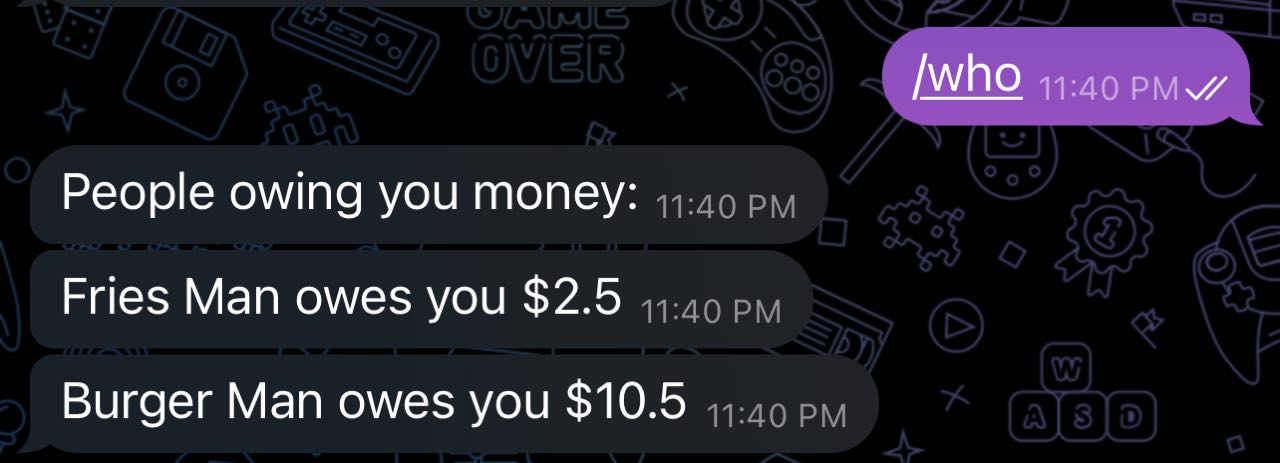 GAME
OVER
/who 11:40 PM
People owing you money: 11:40 PM
Fries Man owes you $2.5 11:40 PM
1
Burger Man owes you $10.5 11:40 PM
W
A S D